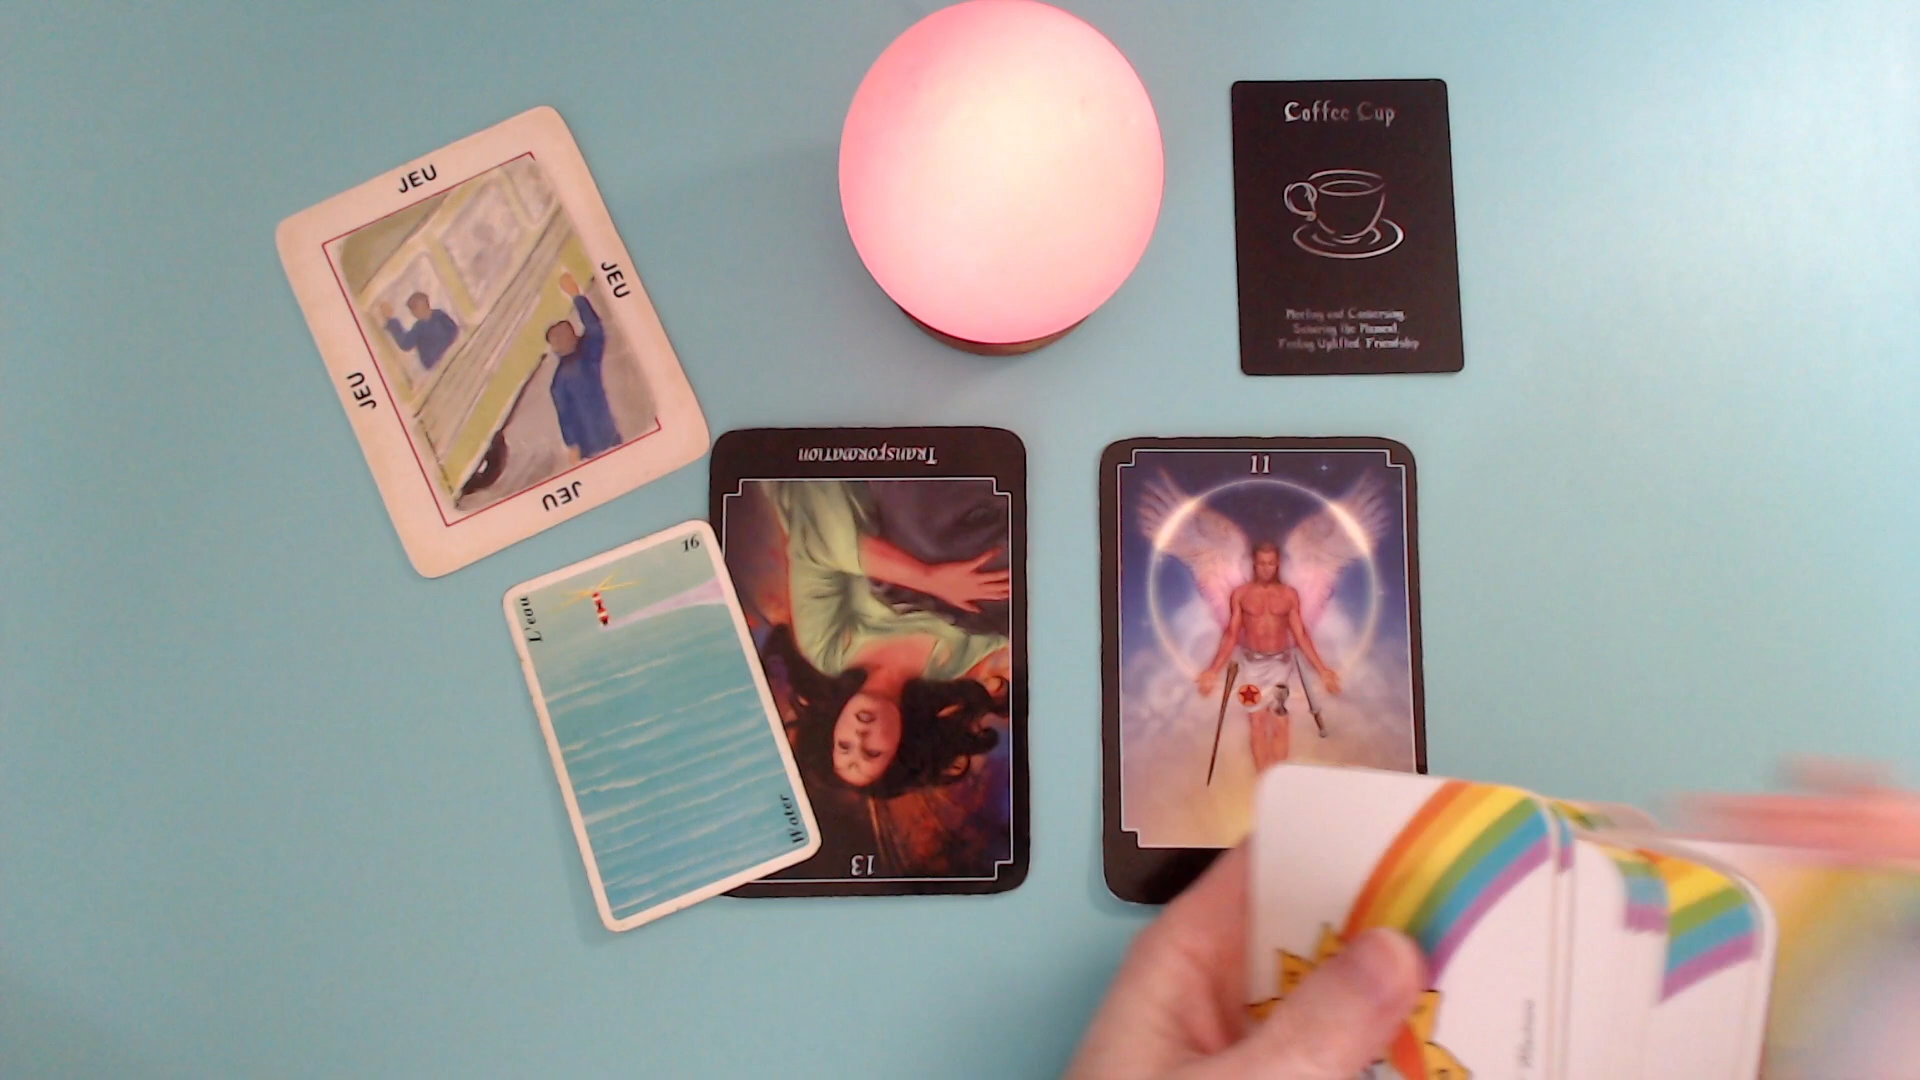 JEU
JEU
JEU
JEU
Coffee Cup
Meeting and Conversing,
Savoring the Moment,
Feeling Uplifted, Friendship
Transformation
13
11
16
L'eau
Water